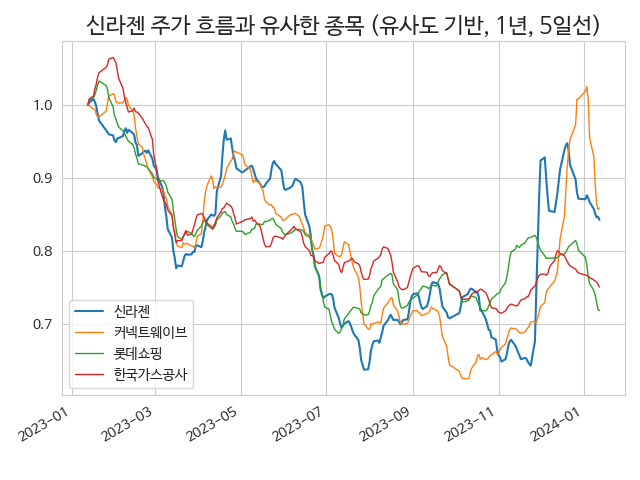 신라젠 주가 흐름과 유사한 종목 (유사도 기반, 1년, 5일선)
1.0
0.9
0.8
0.7
신라젠
커넥트웨이브
롯데쇼핑
한국가스공사
2023-01
2023-03
2023-05
2023-07
2023-09
2023-11
2024-01